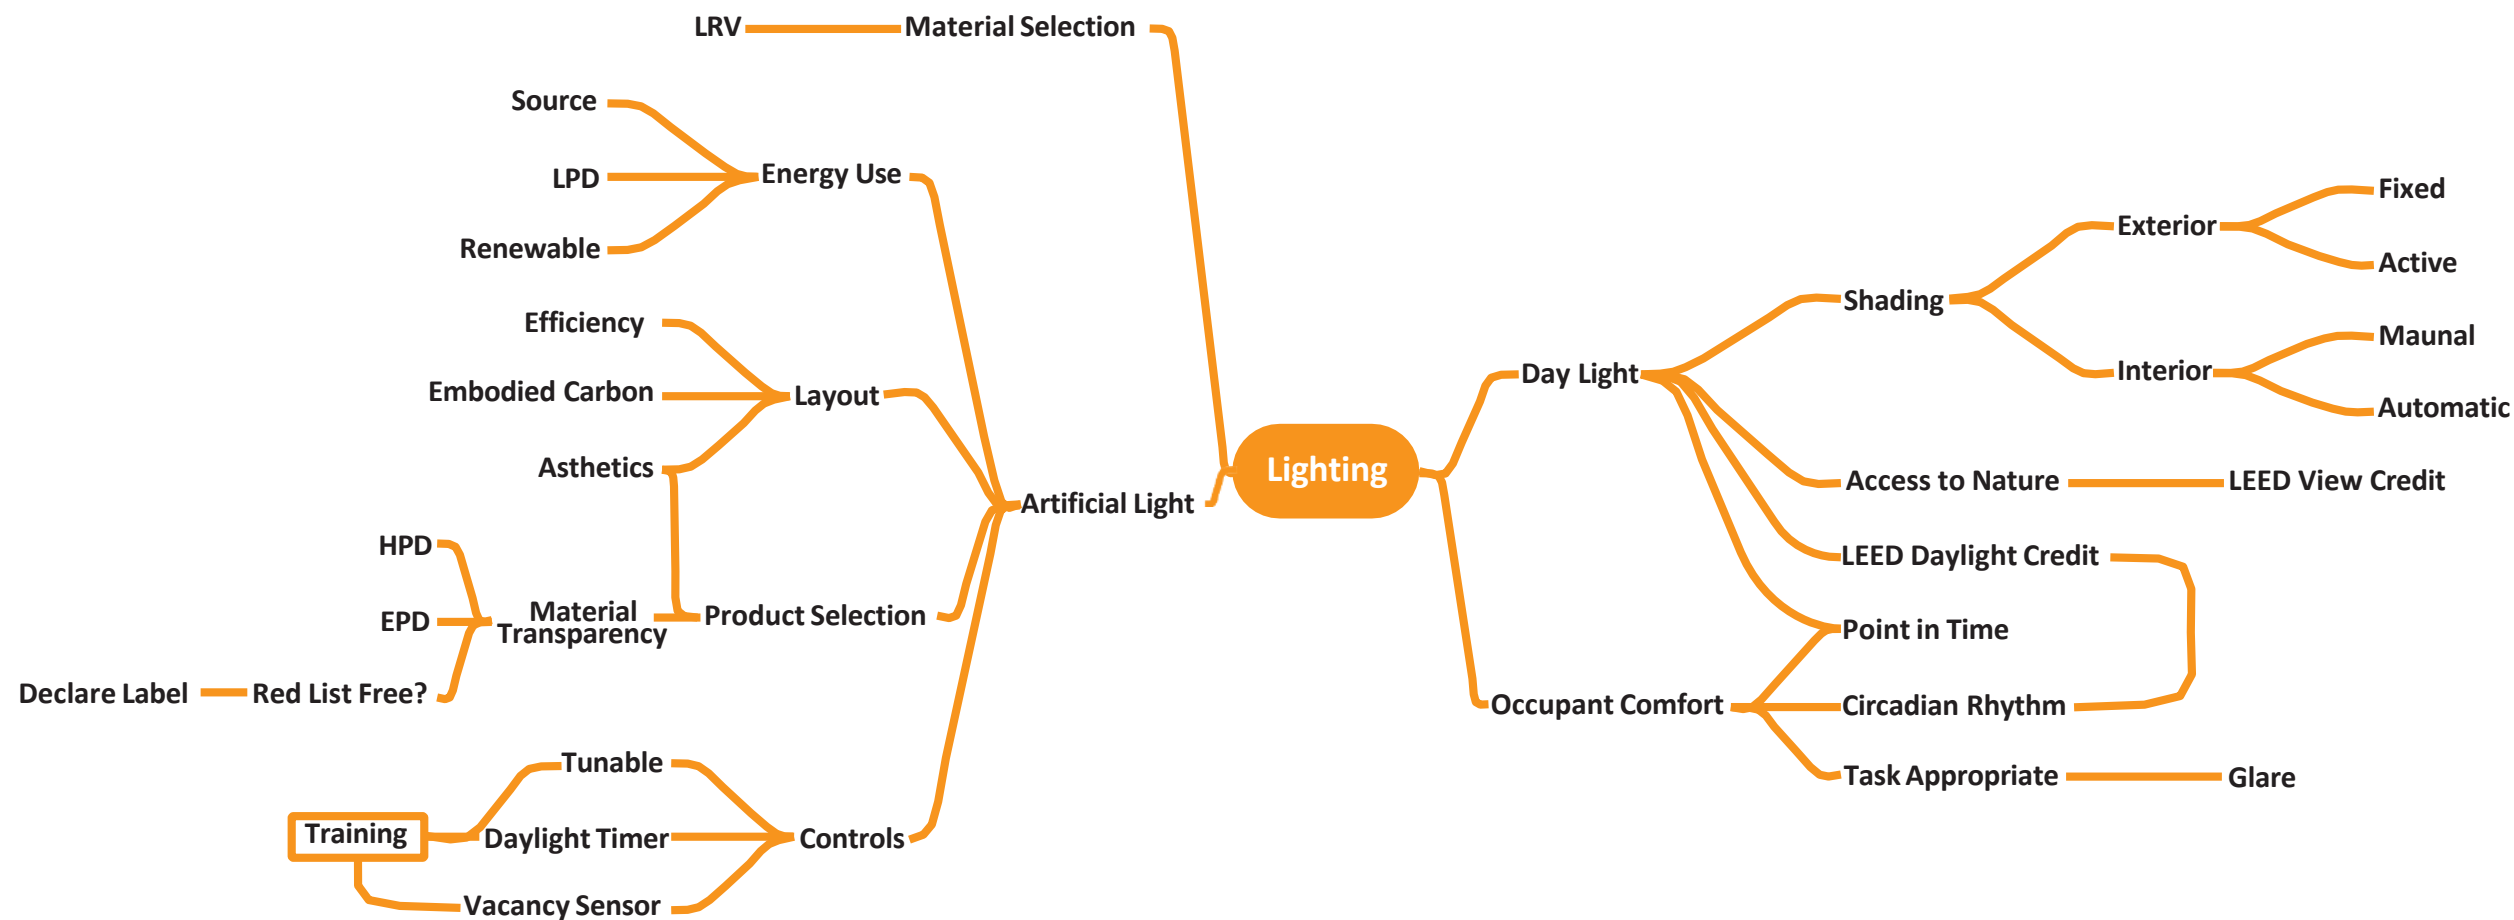 LRV
Material Selection
Source
LPD
Energy Use
Renewable
Efficiency
Embodied Carbon
Layout
Asthetics
Artificial Light
HPD
EPD
Material
Transparency
Product Selection
Declare Label
Red List Free?
Tunable
Training
Daylight Timer
Controls
Vacancy Sensor
Lighting
Day Light
Shading
Exterior
Fixed
Active
Interior
Maunal
Automatic
Access to Nature
LEED View Credit
LEED Daylight Credit
Point in Time
Occupant Comfort
Circadian Rhythm
Task Appropriate
Glare